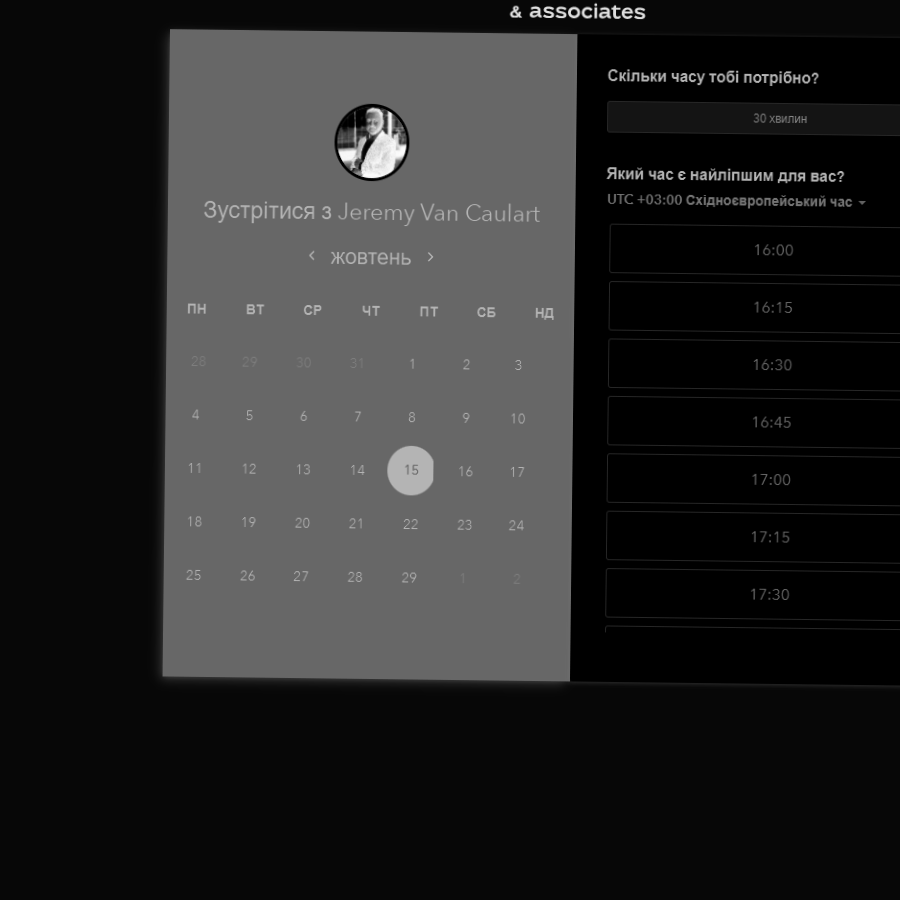 & associates
Зустрітися з Jeremy Van Caulart
жовтень
ПН ВТ СР ЧТ ПТ СБ НД
28 29 30 31 1 2 3
4 5 6 7 8 9 10
11 12 13 14 15 16 17
18 19 20 21 22 23 24
25 26 27 28 29 1 2
Скільки часу тобі потрібно?
30 хвилин
Який час є найліпшим для вас?
UTC +03:00 Східноєвропейський час
16:00
16:15
16:30
16:45
17:00
17:15
17:30